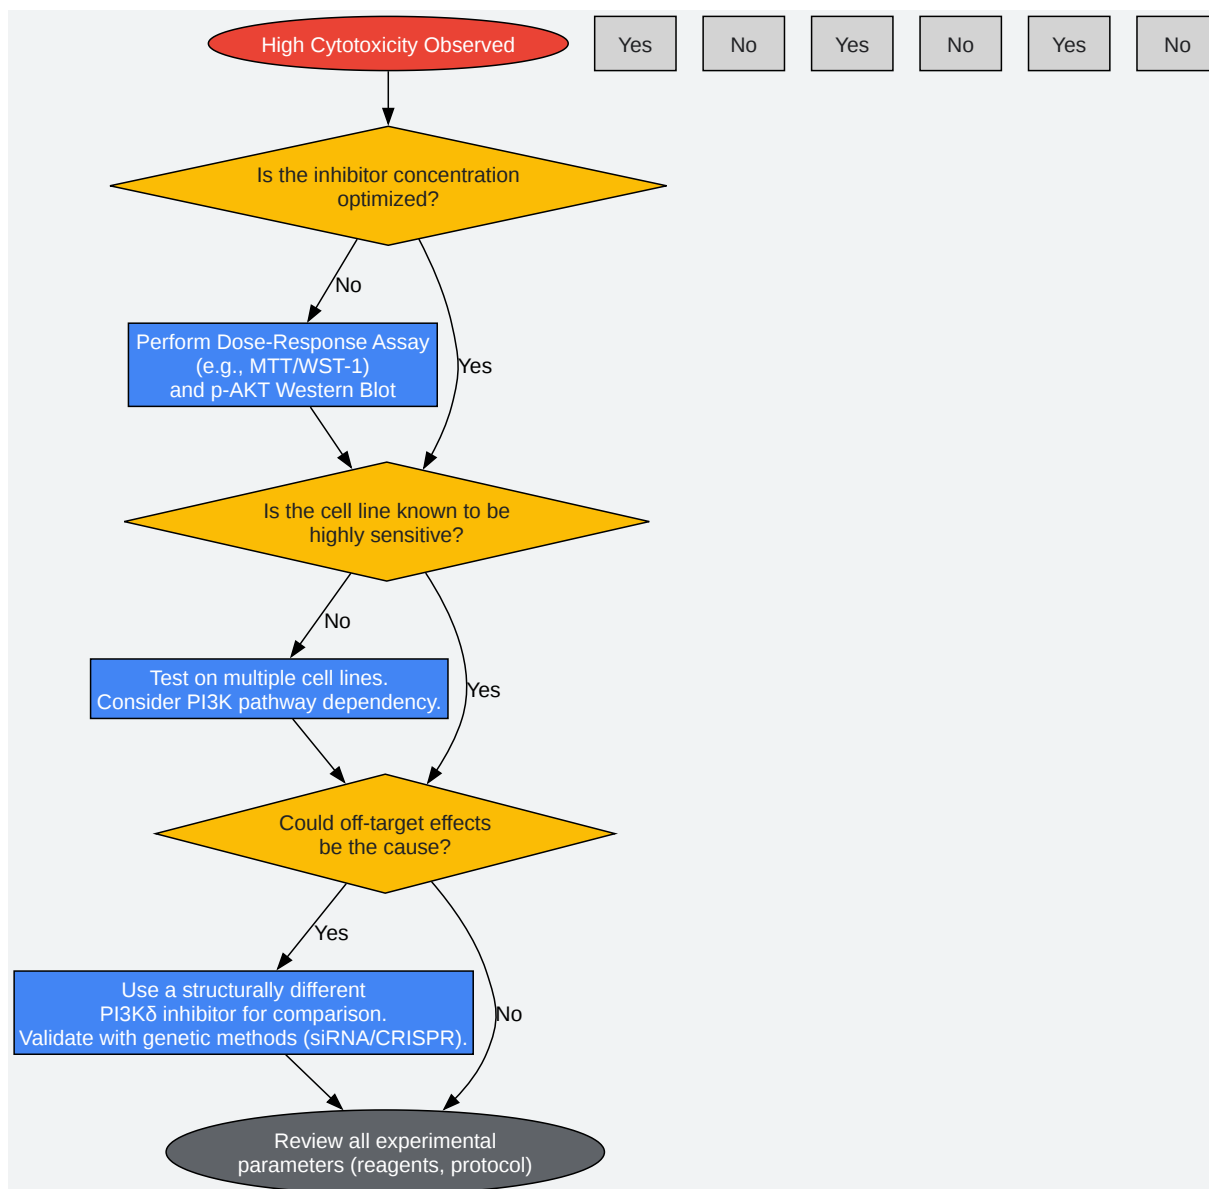 High Cytotoxicity Observed
Yes
No
Yes
No
Yes
No
Is the inhibitor concentration
optimized?
No
Perform Dose-Response Assay
(e.g., MTT/WST-1)
and p-AKT Western Blot
Yes
Is the cell line known to be
highly sensitive?
No
Test on multiple cell lines.
Consider PI3K pathway dependency.
Yes
Could off-target effects
be the cause?
Yes
Use a structurally different
PI3Kδ inhibitor for comparison.
Validate with genetic methods (siRNA/CRISPR).
No
Review all experimental
parameters (reagents, protocol)